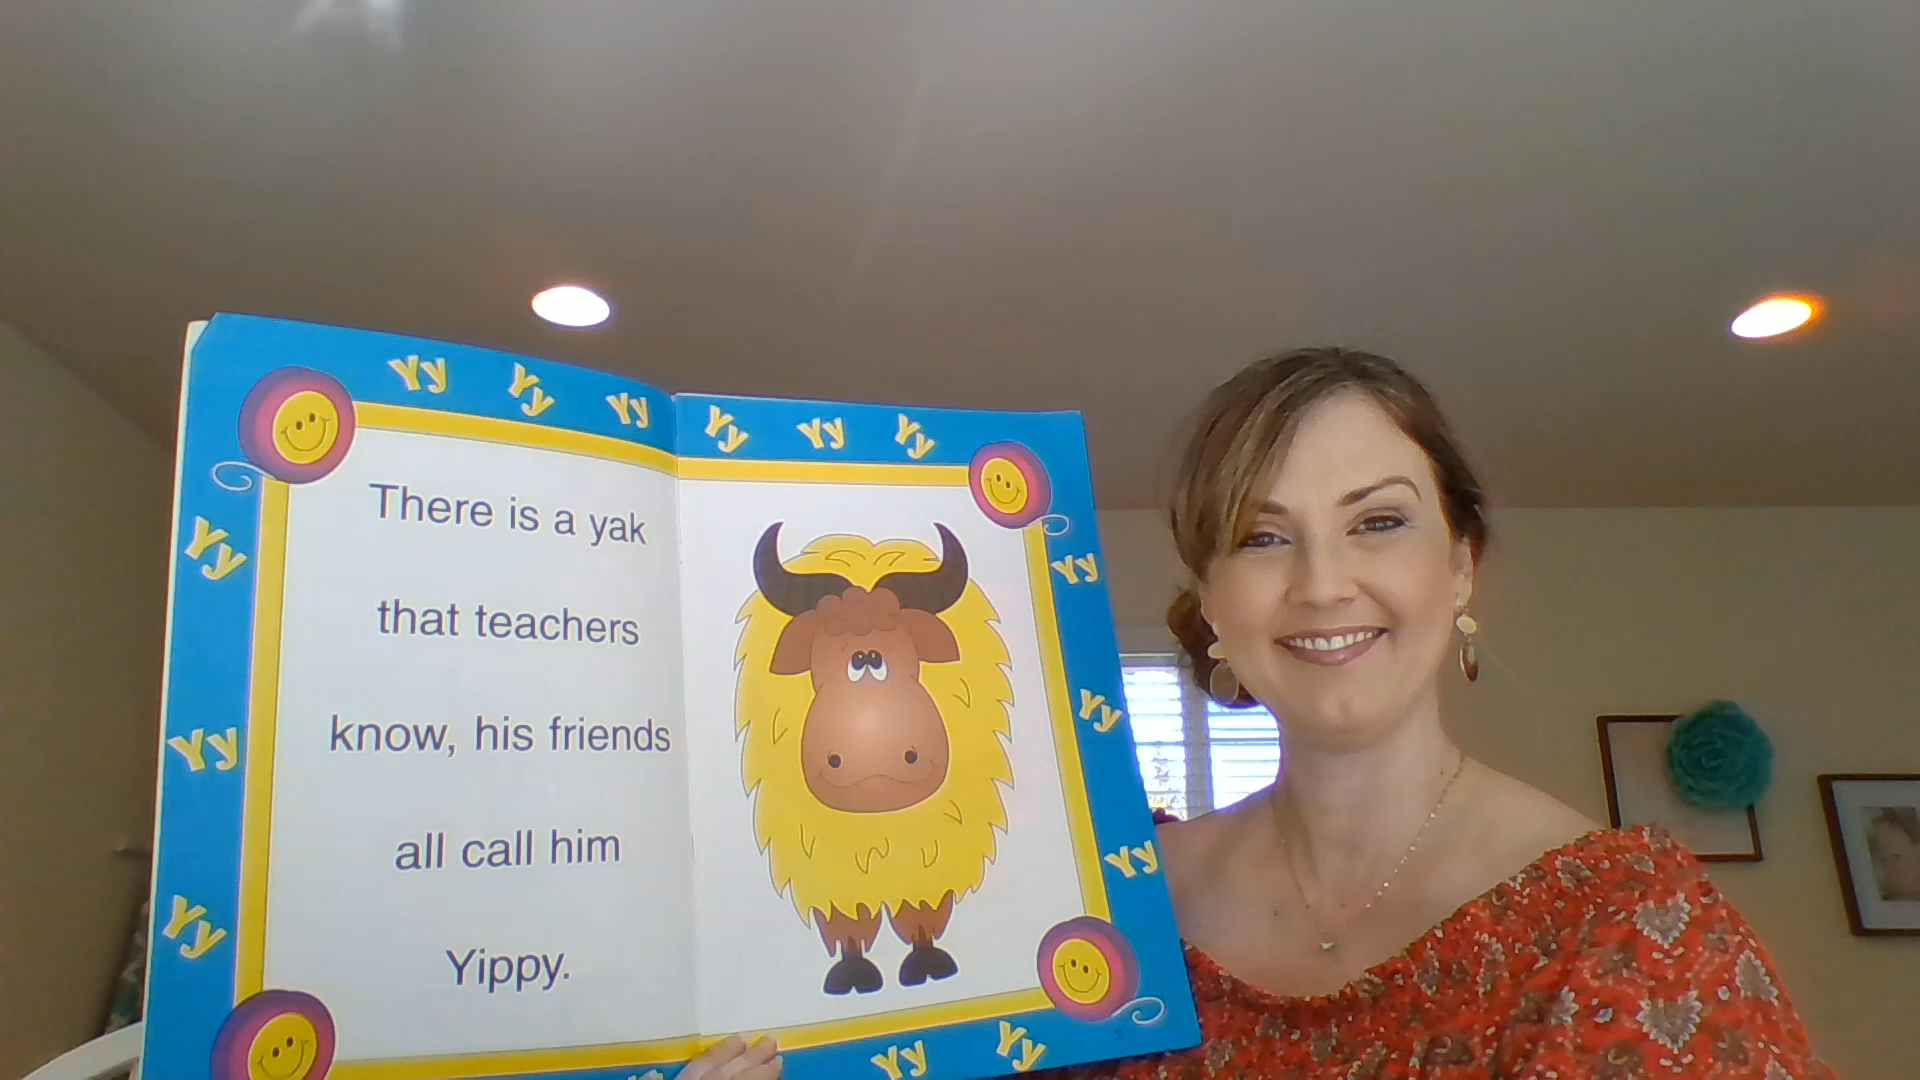 Yy Yy Yy Yy Yy Yy
There is a yak
that teachers
know, his friends
all call him
Yippy.
Yy
Yy
Yy
Yy
Yy
Yy
Yy Yy
3